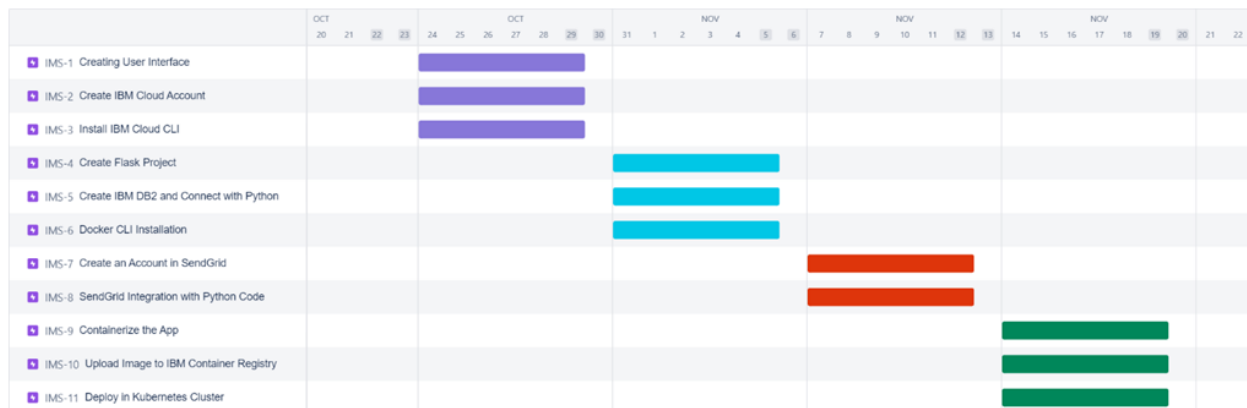 OCT OCT NOV NOV NOV
20 21 22 23 24 25 26 27 28 29 30 31 1 2 3 4 5 6 7 8 9 10 11 12 13 14 15 16 17 18 19 20 21 22
IMS-1 Creating User Interface
IMS-2 Create IBM Cloud Account
IMS-3 Install IBM Cloud CLI
IMS-4 Create Flask Project
IMS-5 Create IBM DB2 and Connect with Python
IMS-6 Docker CLI Installation
IMS-7 Create an Account in SendGrid
IMS-8 SendGrid Integration with Python Code
IMS-9 Containerize the App
IMS-10 Upload Image to IBM Container Registry
IMS-11 Deploy in Kubernetes Cluster